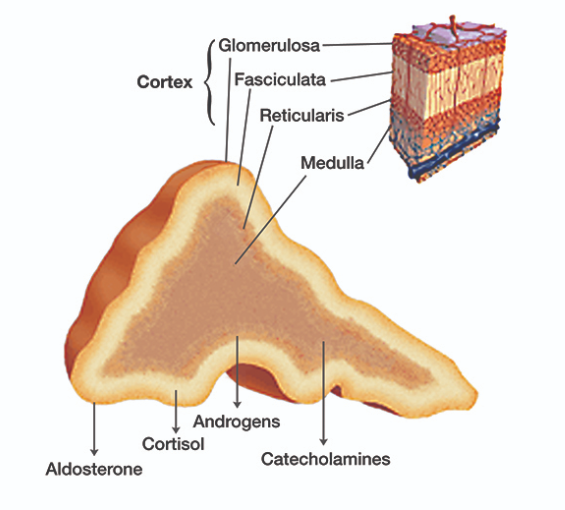 Glomerulosa
Cortex
Fasciculata
Reticularis
Medulla
Androgens
Cortisol
Catecholamines
Aldosterone